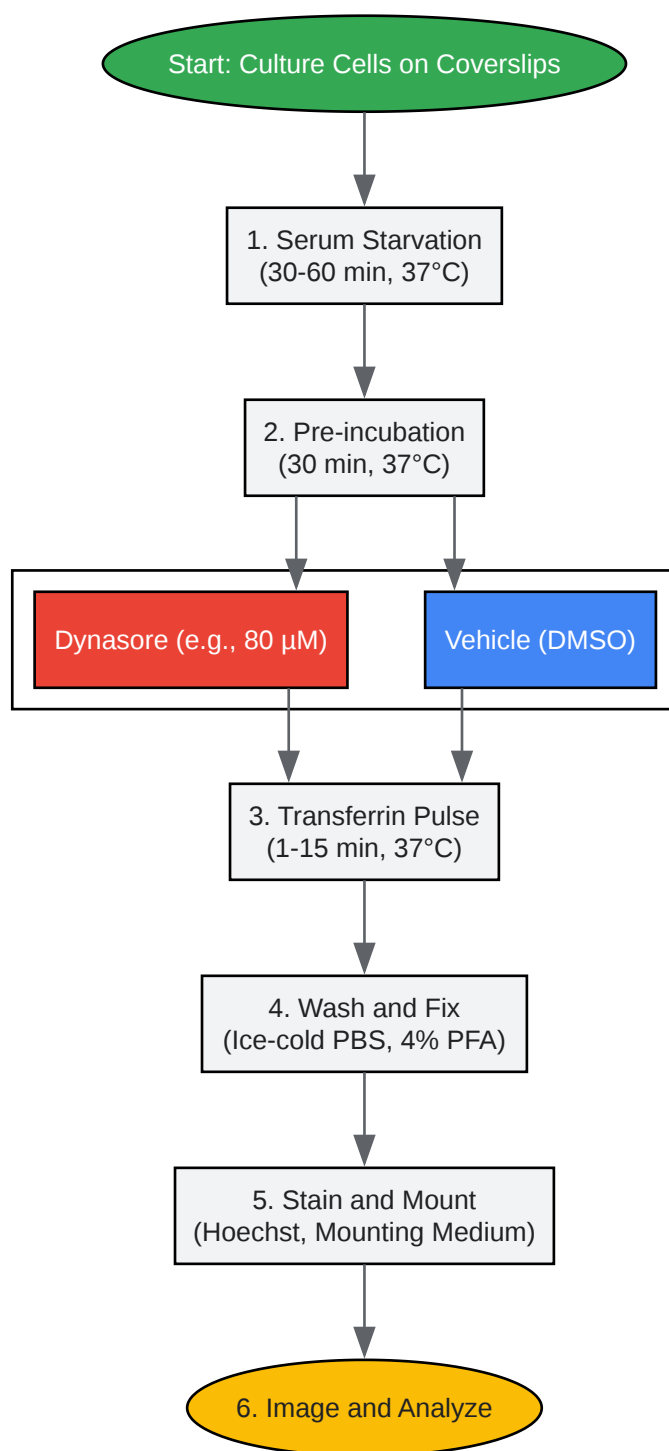 Start: Culture Cells on Coverslips
1. Serum Starvation
(30-60 min, 37°C)
2. Pre-incubation
(30 min, 37°C)
Dynasore (e.g., 80 µM)
Vehicle (DMSO)
3. Transferrin Pulse
(1-15 min, 37°C)
4. Wash and Fix
(Ice-cold PBS, 4% PFA)
5. Stain and Mount
(Hoechst, Mounting Medium)
6. Image and Analyze